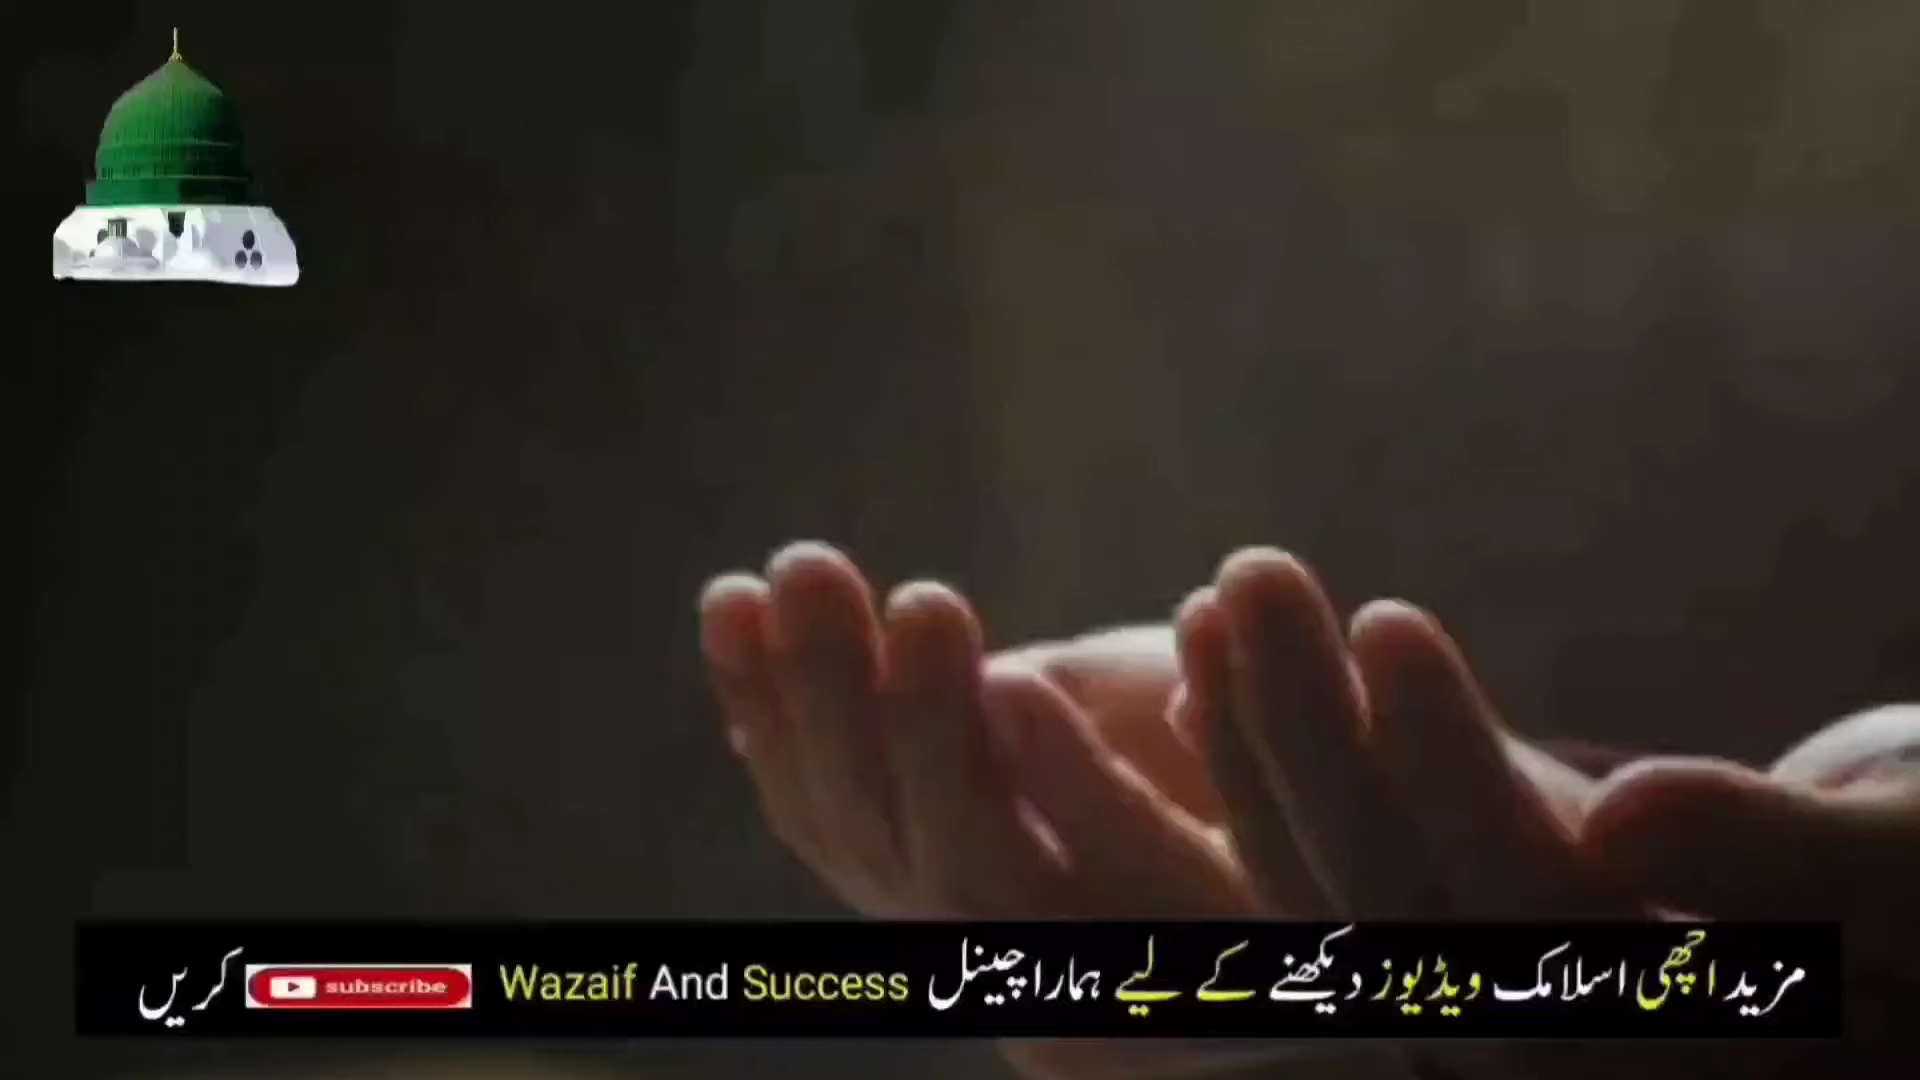 مزید اچھی اسلامک ویڈیوز دیکھنے کے لیے ہمارا چینل Wazaif And Success subscribe کریں